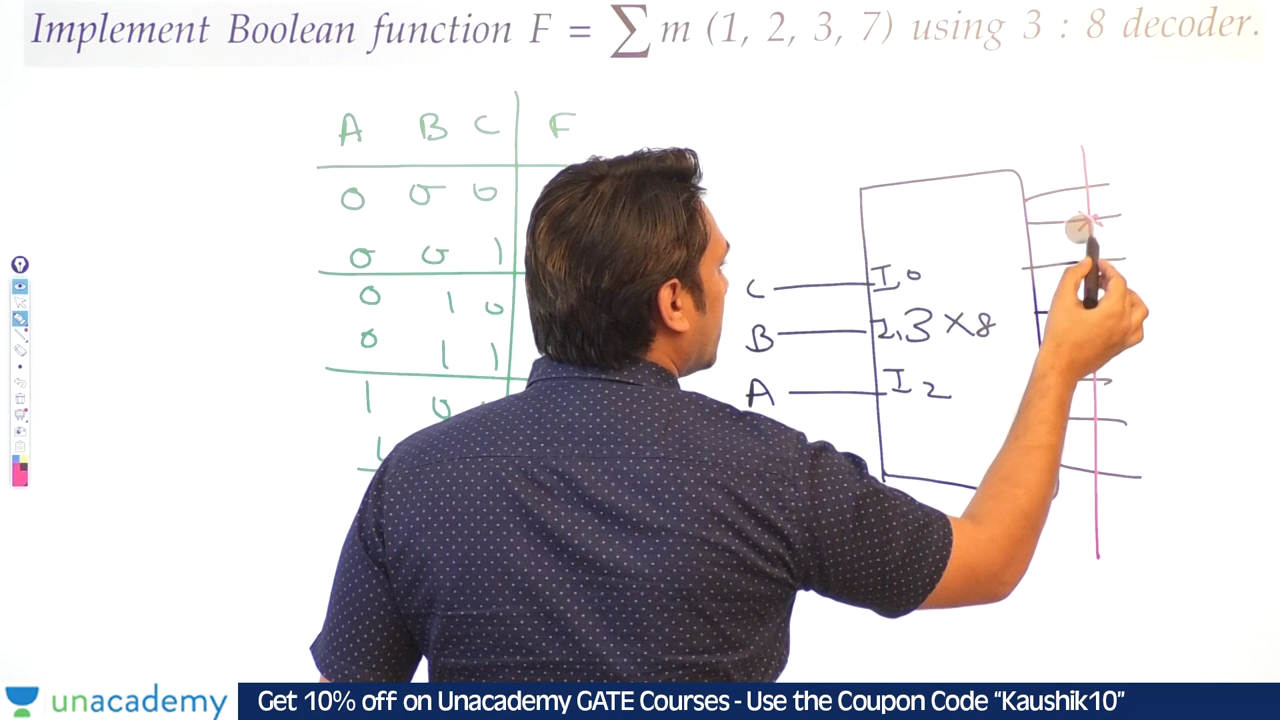 Implement Boolean function F = ∑ m (1, 2, 3, 7) using 3 : 8 decoder.
A B C F
0 0 0
0 0 1
0 1 0
0 1 1
1 0
1
C I0
B 3×8
A I2
unacademy
Get 10% off on Unacademy GATE Courses - Use the Coupon Code “Kaushik10”